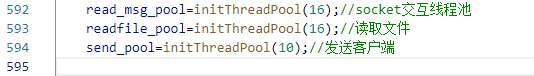 592 read_msg_pool=initThreadPool(16);//socket交互线程池
593 readfile_pool=initThreadPool(16);//读取文件
594 send_pool=initThreadPool(10);//发送客户端
595